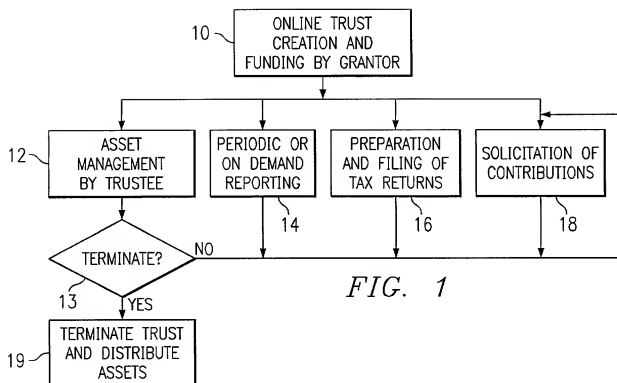 10
ONLINE TRUST
CREATION AND
FUNDING BY GRANTOR
12
ASSET
MANAGEMENT
BY TRUSTEE
PERIODIC OR
ON DEMAND
REPORTING
14
PREPARATION
AND FILING OF
TAX RETURNS
16
SOLICITATION OF
CONTRIBUTIONS
18
TERMINATE?
NO
13
YES
FIG. 1
19
TERMINATE TRUST
AND DISTRIBUTE
ASSETS